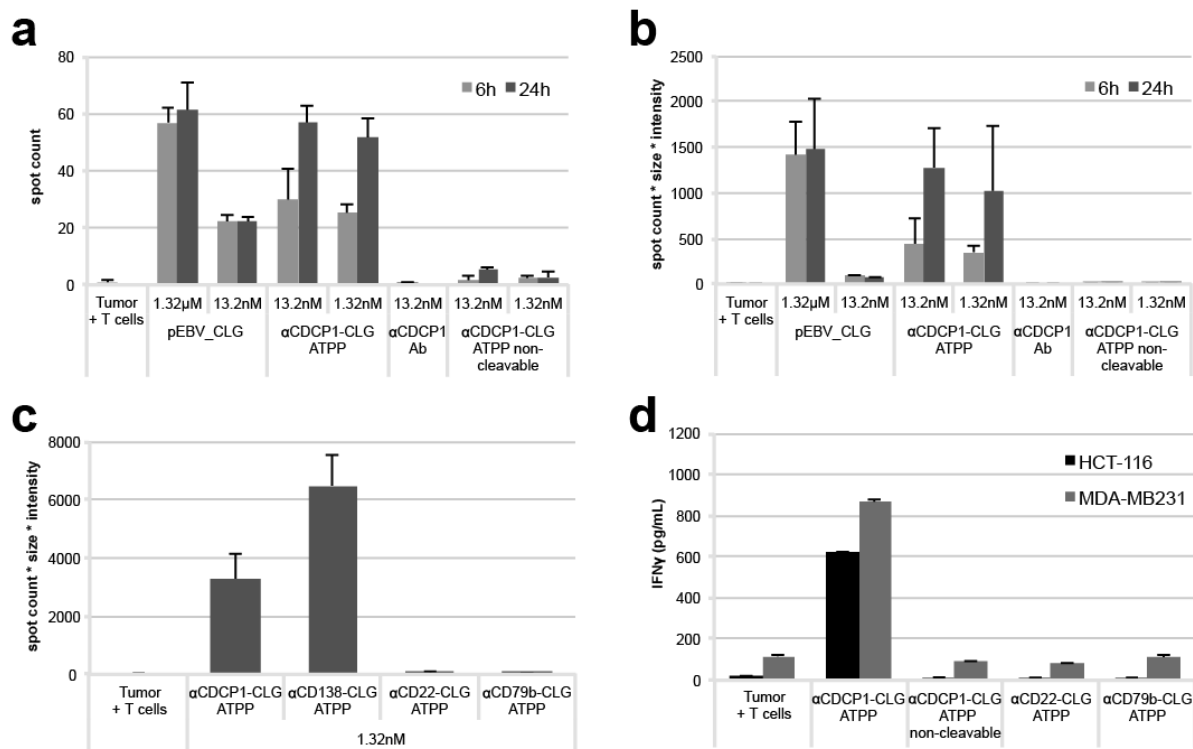 a
80
60
40
20
0
spot count
6h 24h
Tumor + T cells
1.32µM 13.2nM 13.2nM 1.32nM 13.2nM 13.2nM 1.32nM
pEBV_CLG
αCDCP1-CLG ATPP
αCDCP1 Ab
αCDCP1-CLG ATPP non-cleavable
b
2500
2000
1500
1000
500
0
spot count * size * intensity
6h 24h
Tumor + T cells
1.32µM 13.2nM 13.2nM 1.32nM 13.2nM 13.2nM 1.32nM
pEBV_CLG
αCDCP1-CLG ATPP
αCDCP1 Ab
αCDCP1-CLG ATPP non-cleavable
c
8000
6000
4000
2000
0
spot count * size * intensity
Tumor + T cells
αCDCP1-CLG ATPP
αCD138-CLG ATPP
αCD22-CLG ATPP
αCD79b-CLG ATPP
1.32nM
d
1200
1000
800
600
400
200
0
IFNγ (pg/mL)
HCT-116
MDA-MB231
Tumor + T cells
αCDCP1-CLG ATPP
αCDCP1-CLG ATPP non-cleavable
αCD22-CLG ATPP
αCD79b-CLG ATPP